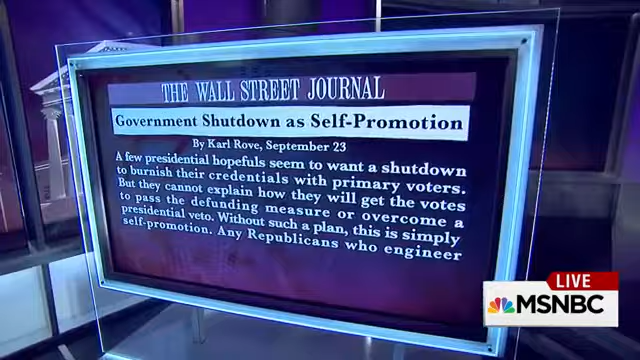 THE WALL STREET JOURNAL
Government Shutdown as Self-Promotion
By Karl Rove, September 23
A few presidential hopefuls seem to want a shutdown
to burnish their credentials with primary voters.
But they cannot explain how they will get the votes
to pass the defunding measure or overcome a
presidential veto. Without such a plan, this is simply
self-promotion. Any Republicans who engineer
LIVE
MSNBC